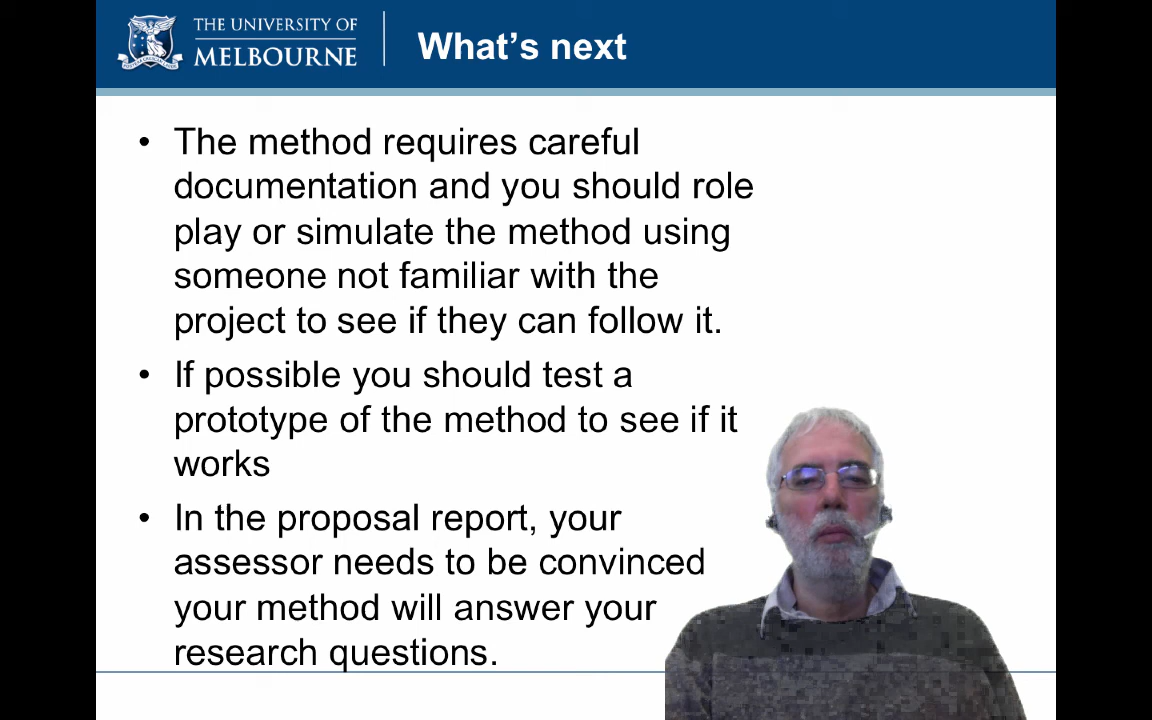 THE UNIVERSITY OF
MELBOURNE
What's next
• The method requires careful
documentation and you should role
play or simulate the method using
someone not familiar with the
project to see if they can follow it.
• If possible you should test a
prototype of the method to see if it
works
• In the proposal report, your
assessor needs to be convinced
your method will answer your
research questions.